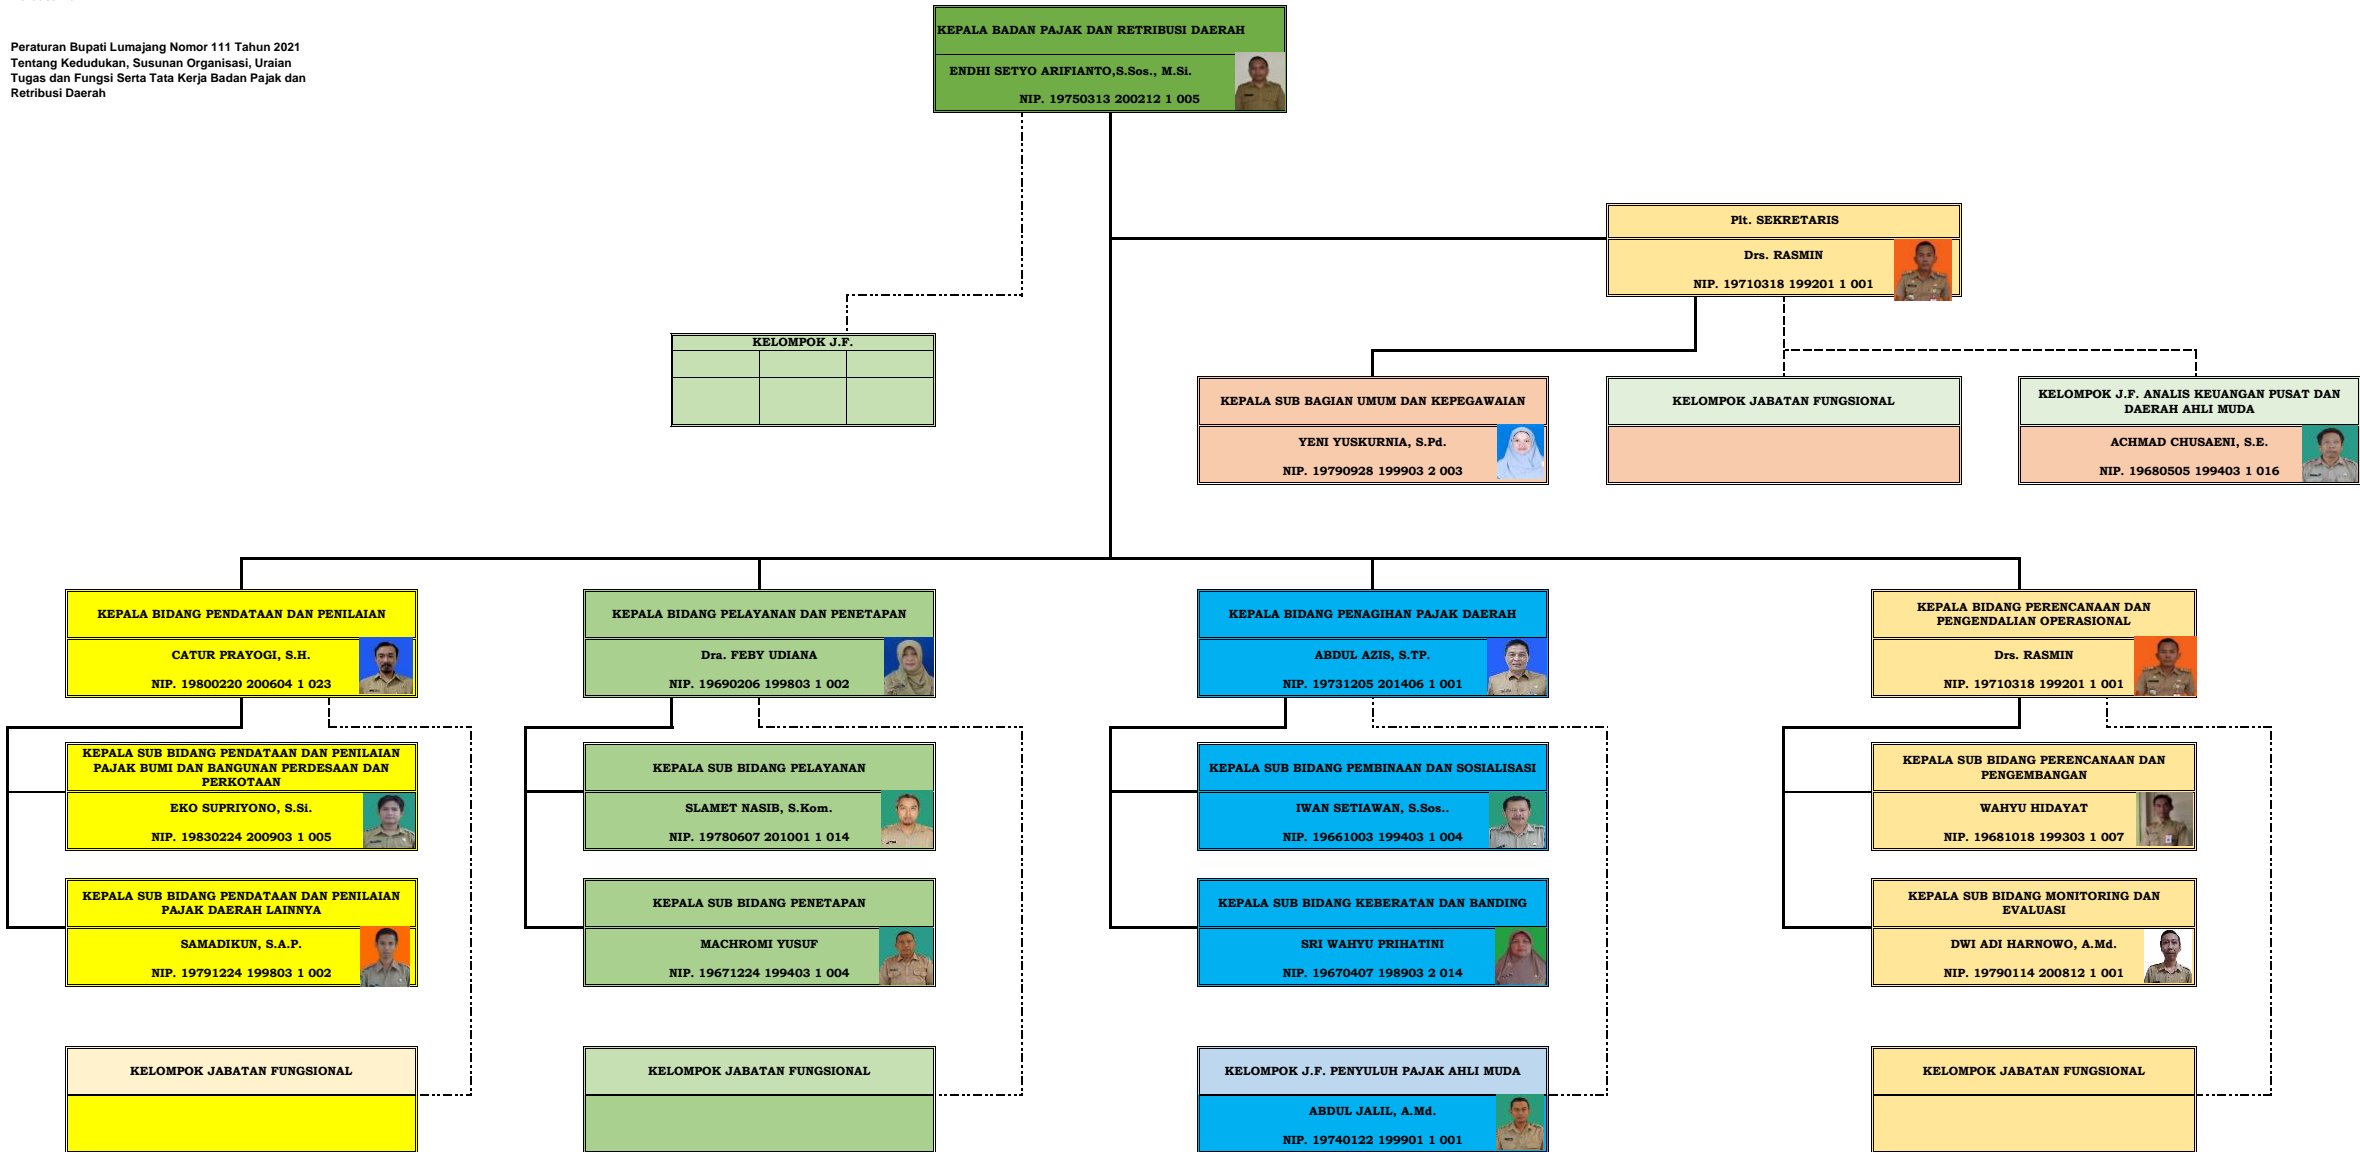 Peraturan Bupati Lumajang Nomor 111 Tahun 2021
Tentang Kedudukan, Susunan Organisasi, Uraian
Tugas dan Fungsi Serta Tata Kerja Badan Pajak dan
Retribusi Daerah
KEPALA BADAN PAJAK DAN RETRIBUSI DAERAH
ENDHI SETYO ARIFIANTO,S.Sos., M.Si.
NIP. 19750313 200212 1 005
Plt. SEKRETARIS
Drs. RASMIN
NIP. 19710318 199201 1 001
KELOMPOK J.F.
KEPALA SUB BAGIAN UMUM DAN KEPEGAWAIAN
YENI YUSKURNIA, S.Pd.
NIP. 19790928 199903 2 003
KELOMPOK JABATAN FUNGSIONAL
KELOMPOK J.F. ANALIS KEUANGAN PUSAT DAN
DAERAH AHLI MUDA
ACHMAD CHUSAENI, S.E.
NIP. 19680505 199403 1 016
KEPALA BIDANG PENDATAAN DAN PENILAIAN
CATUR PRAYOGI, S.H.
NIP. 19800220 200604 1 023
KEPALA BIDANG PELAYANAN DAN PENETAPAN
Dra. FEBY UDIANA
NIP. 19690206 199803 1 002
KEPALA BIDANG PENAGIHAN PAJAK DAERAH
ABDUL AZIS, S.TP.
NIP. 19731205 201406 1 001
KEPALA BIDANG PERENCANAAN DAN
PENGENDALIAN OPERASIONAL
Drs. RASMIN
NIP. 19710318 199201 1 001
KEPALA SUB BIDANG PENDATAAN DAN PENILAIAN
PAJAK BUMI DAN BANGUNAN PERDESAAN DAN
PERKOTAAN
EKO SUPRIYONO, S.Si.
NIP. 19830224 200903 1 005
KEPALA SUB BIDANG PELAYANAN
SLAMET NASIB, S.Kom.
NIP. 19780607 201001 1 014
KEPALA SUB BIDANG PEMBINAAN DAN SOSIALISASI
IWAN SETIAWAN, S.Sos..
NIP. 19661003 199403 1 004
KEPALA SUB BIDANG PERENCANAAN DAN
PENGEMBANGAN
WAHYU HIDAYAT
NIP. 19681018 199303 1 007
KEPALA SUB BIDANG PENDATAAN DAN PENILAIAN
PAJAK DAERAH LAINNYA
SAMADIKUN, S.A.P.
NIP. 19791224 199803 1 002
KEPALA SUB BIDANG PENETAPAN
MACHROMI YUSUF
NIP. 19671224 199403 1 004
KEPALA SUB BIDANG KEBERATAN DAN BANDING
SRI WAHYU PRIHATINI
NIP. 19670407 198903 2 014
KEPALA SUB BIDANG MONITORING DAN
EVALUASI
DWI ADI HARNOWO, A.Md.
NIP. 19790114 200812 1 001
KELOMPOK JABATAN FUNGSIONAL
KELOMPOK JABATAN FUNGSIONAL
KELOMPOK J.F. PENYULUH PAJAK AHLI MUDA
ABDUL JALIL, A.Md.
NIP. 19740122 199901 1 001
KELOMPOK JABATAN FUNGSIONAL